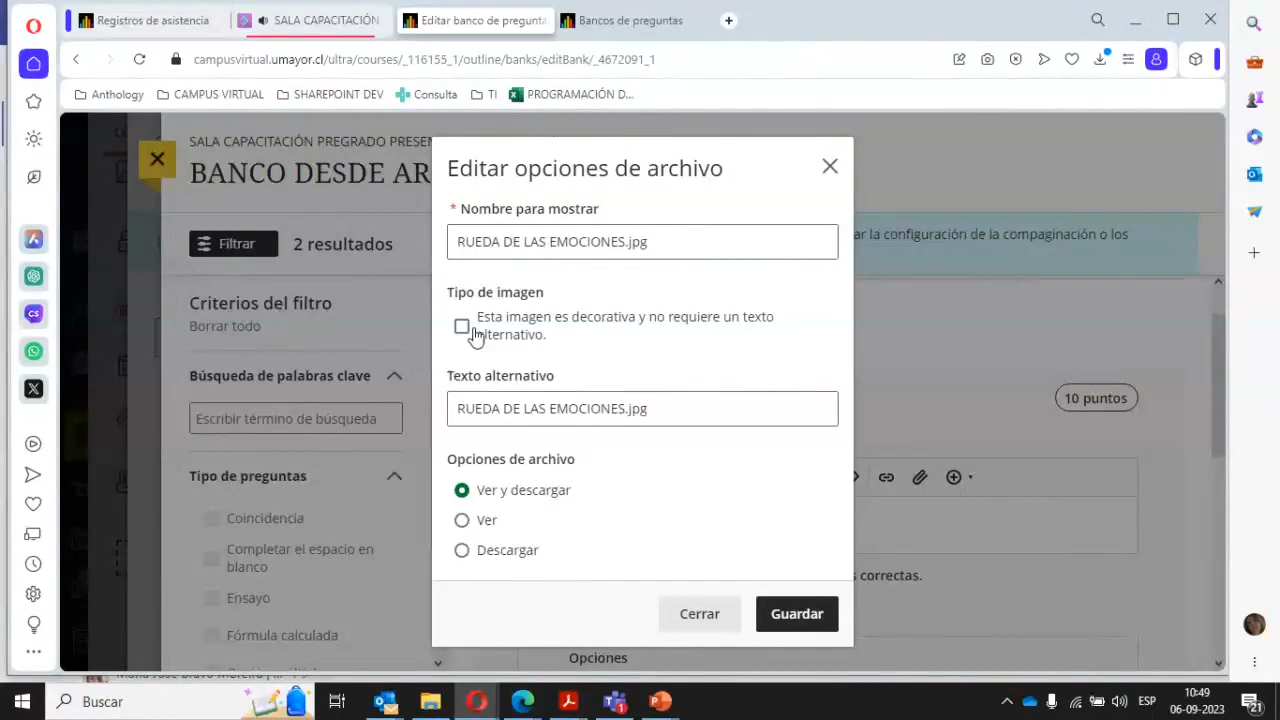 Registros de asistencia
SALA CAPACITACIÓN
Editar banco de pregunta
Bancos de preguntas
campusvirtual.umayor.cl/ultra/courses/_116155_1/outline/banks/editBank/_4672091_1
Anthology
CAMPUS VIRTUAL
SHAREPOINT DEV
Consulta
TI
PROGRAMACIÓN D...
SALA CAPACITACIÓN PREGRADO PRESEN
BANCO DESDE AR
Filtrar
2 resultados
ar la configuración de la compaginación o los
Criterios del filtro
Borrar todo
Búsqueda de palabras clave
Escribir término de búsqueda
Tipo de preguntas
Coincidencia
Completar el espacio en
blanco
Ensayo
Fórmula calculada
Editar opciones de archivo
* Nombre para mostrar
RUEDA DE LAS EMOCIONES.jpg
Tipo de imagen
Esta imagen es decorativa y no requiere un texto
alternativo.
Texto alternativo
RUEDA DE LAS EMOCIONES.jpg
Opciones de archivo
Ver y descargar
Ver
Descargar
Cerrar
Guardar
10 puntos
s correctas.
Opciones
Buscar
ESP
10:49
06-09-2023
21